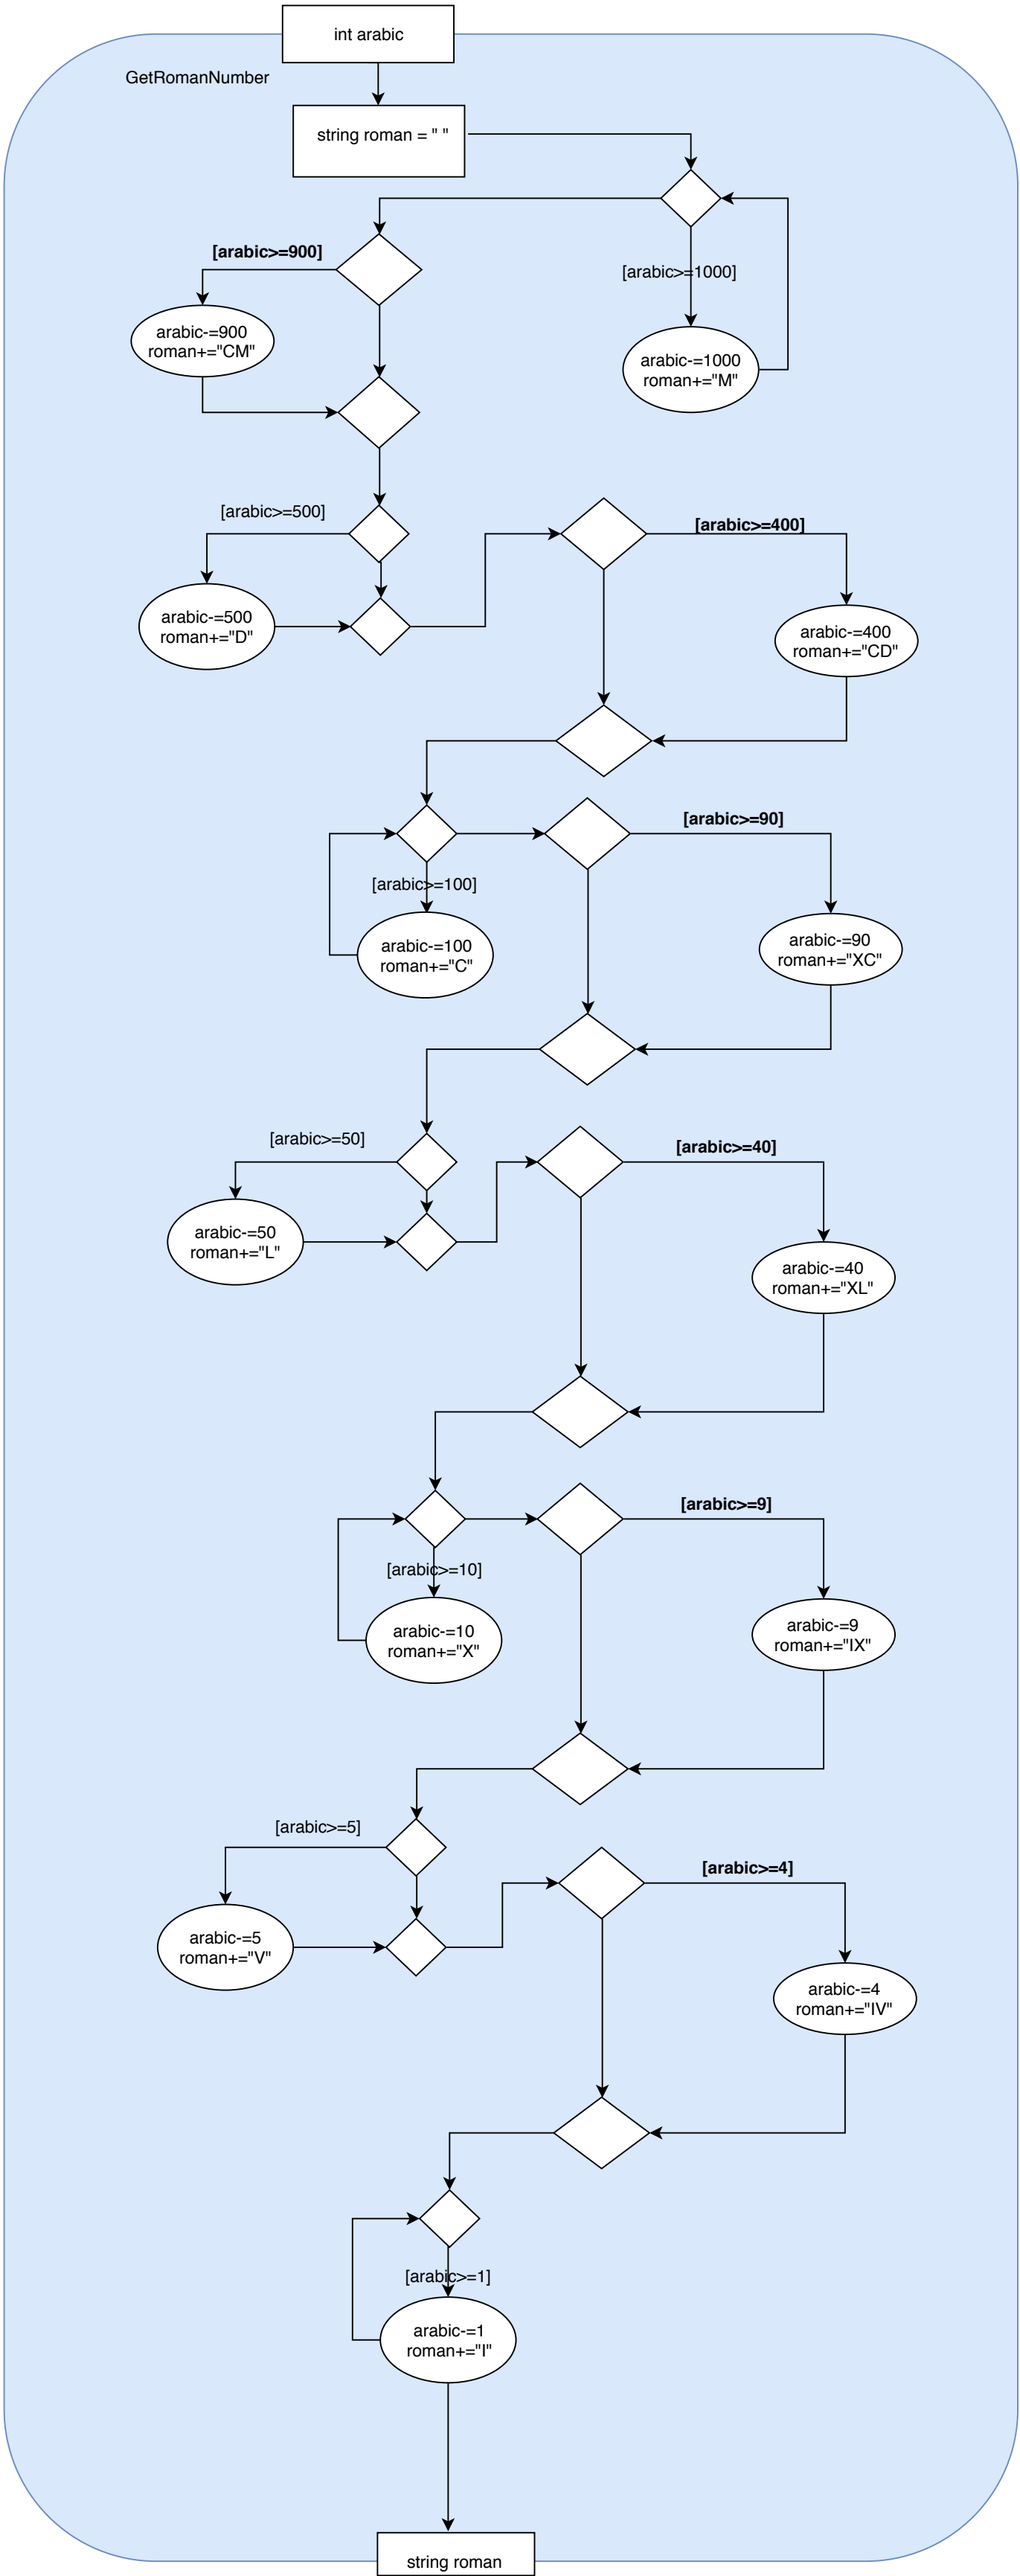 int arabic
GetRomanNumber
string roman = " "
[arabic>=900]
[arabic>=1000]
arabic-=900
roman+="CM"
arabic-=1000
roman+="M"
[arabic>=500]
[arabic>=400]
arabic-=500
roman+="D"
arabic-=400
roman+="CD"
[arabic>=90]
[arabic>=100]
arabic-=100
roman+="C"
arabic-=90
roman+="XC"
[arabic>=50]
[arabic>=40]
arabic-=50
roman+="L"
arabic-=40
roman+="XL"
[arabic>=9]
[arabic>=10]
arabic-=10
roman+="X"
arabic-=9
roman+="IX"
[arabic>=5]
[arabic>=4]
arabic-=5
roman+="V"
arabic-=4
roman+="IV"
[arabic>=1]
arabic-=1
roman+="I"
string roman